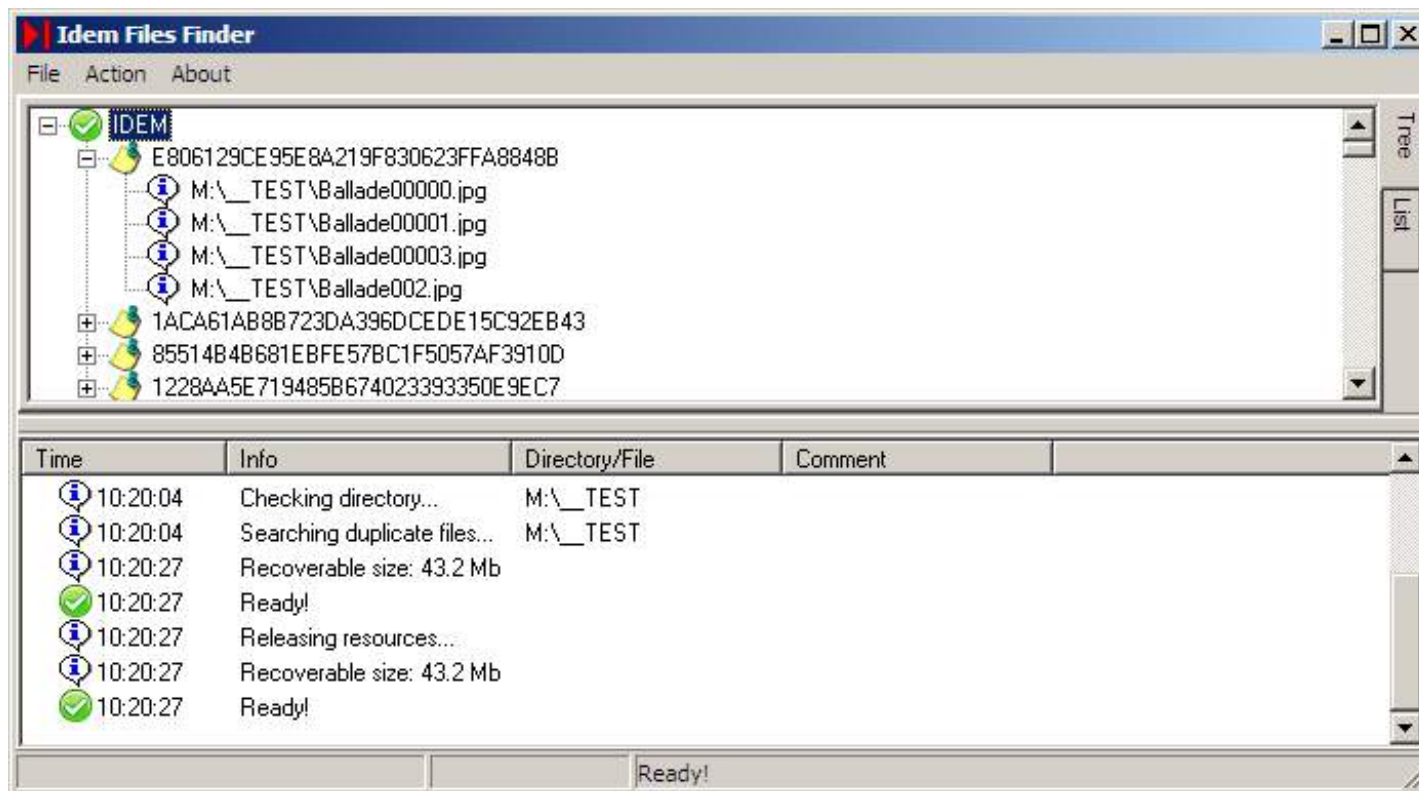 Idem Files Finder
File Action About
IDEM
E806129CE95E8A219F830623FFA8848B
M:\__TEST\Ballade00000.jpg
M:\__TEST\Ballade00001.jpg
M:\__TEST\Ballade00003.jpg
M:\__TEST\Ballade002.jpg
1ACA61AB8B723DA396DCEDE15C92EB43
85514B4B681EBFE57BC1F5057AF3910D
1228AA5E719485B674023393350E9EC7
Tree
List
Time Info Directory/File Comment
10:20:04 Checking directory... M:\__TEST
10:20:04 Searching duplicate files... M:\__TEST
10:20:27 Recoverable size: 43.2 Mb
10:20:27 Ready!
10:20:27 Releasing resources...
10:20:27 Recoverable size: 43.2 Mb
10:20:27 Ready!
Ready!